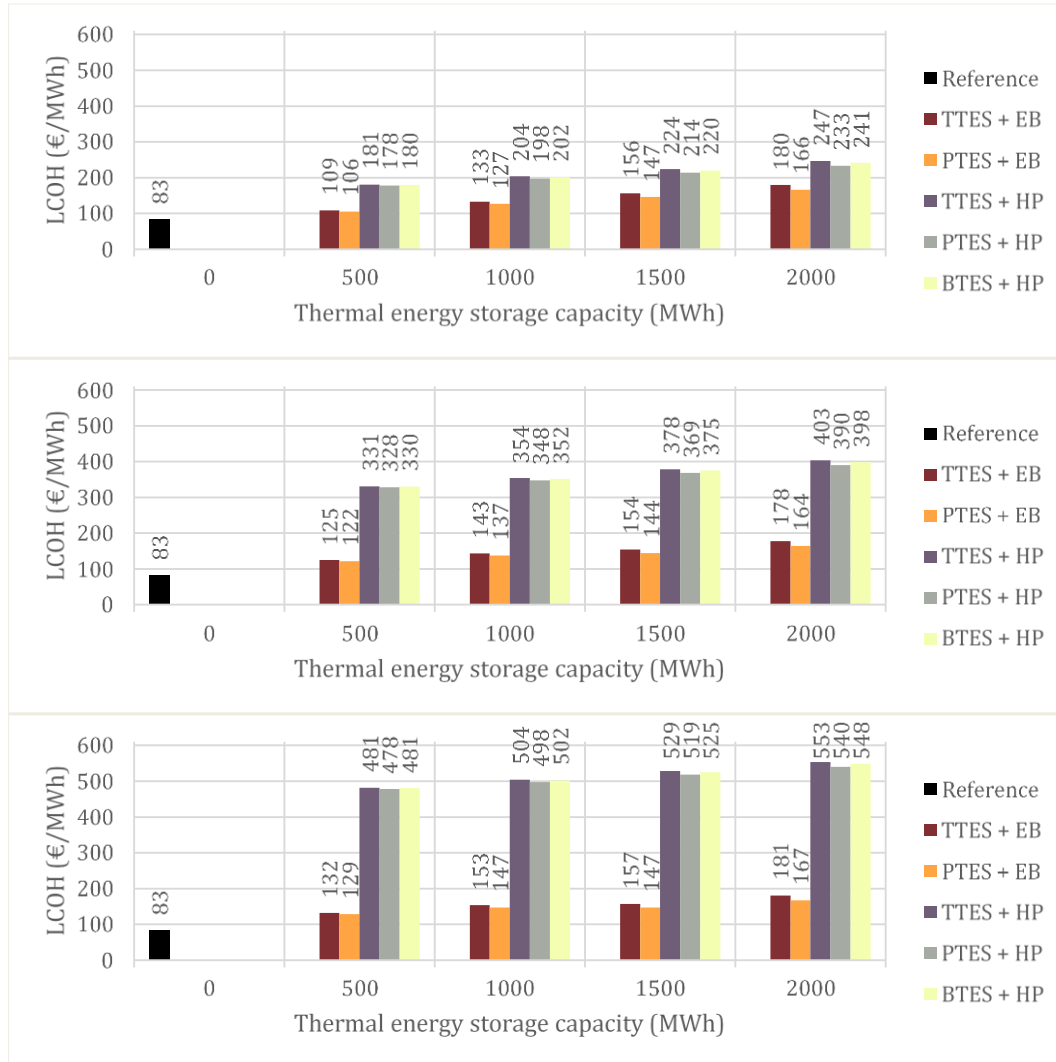 LCOH (€/MWh)
600
500
400
300
200
100
0
83
109 106 181 178 180
133 127 204 198 202
156 147 224 214 220
180 166 247 233 241
0 500 1000 1500 2000
Thermal energy storage capacity (MWh)
Reference
TTES + EB
PTES + EB
TTES + HP
PTES + HP
BTES + HP
LCOH (€/MWh)
600
500
400
300
200
100
0
83
125 122 331 328 330
143 137 354 348 352
154 144 378 369 375
178 164 403 390 398
0 500 1000 1500 2000
Thermal energy storage capacity (MWh)
Reference
TTES + EB
PTES + EB
TTES + HP
PTES + HP
BTES + HP
LCOH (€/MWh)
600
500
400
300
200
100
0
83
132 129 481 478 481
153 147 504 498 502
157 147 529 519 525
181 167 553 540 548
0 500 1000 1500 2000
Thermal energy storage capacity (MWh)
Reference
TTES + EB
PTES + EB
TTES + HP
PTES + HP
BTES + HP